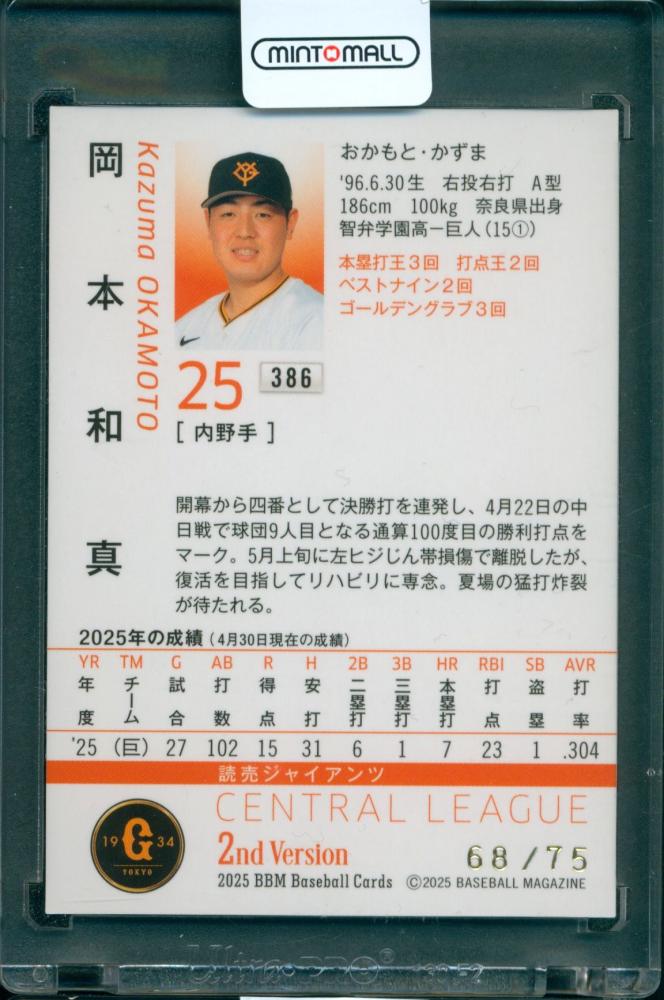 MINT MALL
岡本和真
Kazuma OKAMOTO
おかもと・かずま
'96.6.30生 右投右打 A型
186cm 100kg 奈良県出身
智弁学園高－巨人(15①)
本塁打王3回 打点王2回
ベストナイン2回
ゴールデングラブ3回
25
386
[ 内野手 ]
開幕から四番として決勝打を連発し、4月22日の中
日戦で球団9人目となる通算100度目の勝利打点を
マーク。5月上旬に左ヒジじん帯損傷で離脱したが、
復活を目指してリハビリに専念。夏場の猛打炸裂
が待たれる。
2025年の成績(4月30日現在の成績)
YR TM G AB R H 2B 3B HR RBI SB AVR
年度 チーム 試合 打数 得点 安打 二塁打 三塁打 本塁打 打点 盗塁 打率
'25 (巨) 27 102 15 31 6 1 7 23 1 .304
読売ジャイアンツ
CENTRAL LEAGUE
19 G 34
TOKYO
2nd Version
68/75
2025 BBM Baseball Cards ©2025 BASEBALL MAGAZINE
Ultra PRO